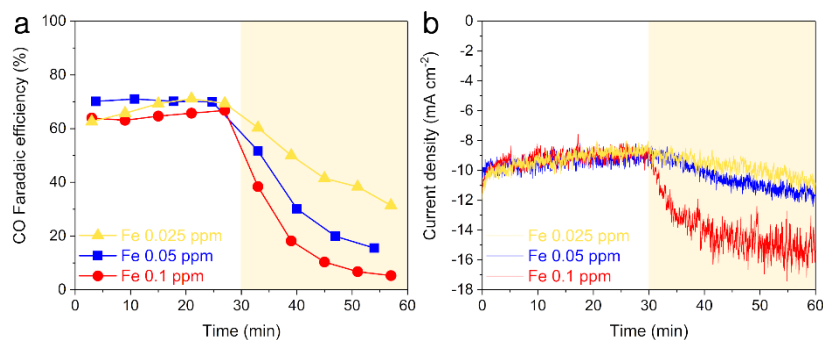 a
100
80
60
40
20
0
CO Faradaic efficiency (%)
Fe 0.025 ppm
Fe 0.05 ppm
Fe 0.1 ppm
0 10 20 30 40 50 60
Time (min)
b
0
-2
-4
-6
-8
-10
-12
-14
-16
-18
Current density (mA cm⁻²)
Fe 0.025 ppm
Fe 0.05 ppm
Fe 0.1 ppm
0 10 20 30 40 50 60
Time (min)